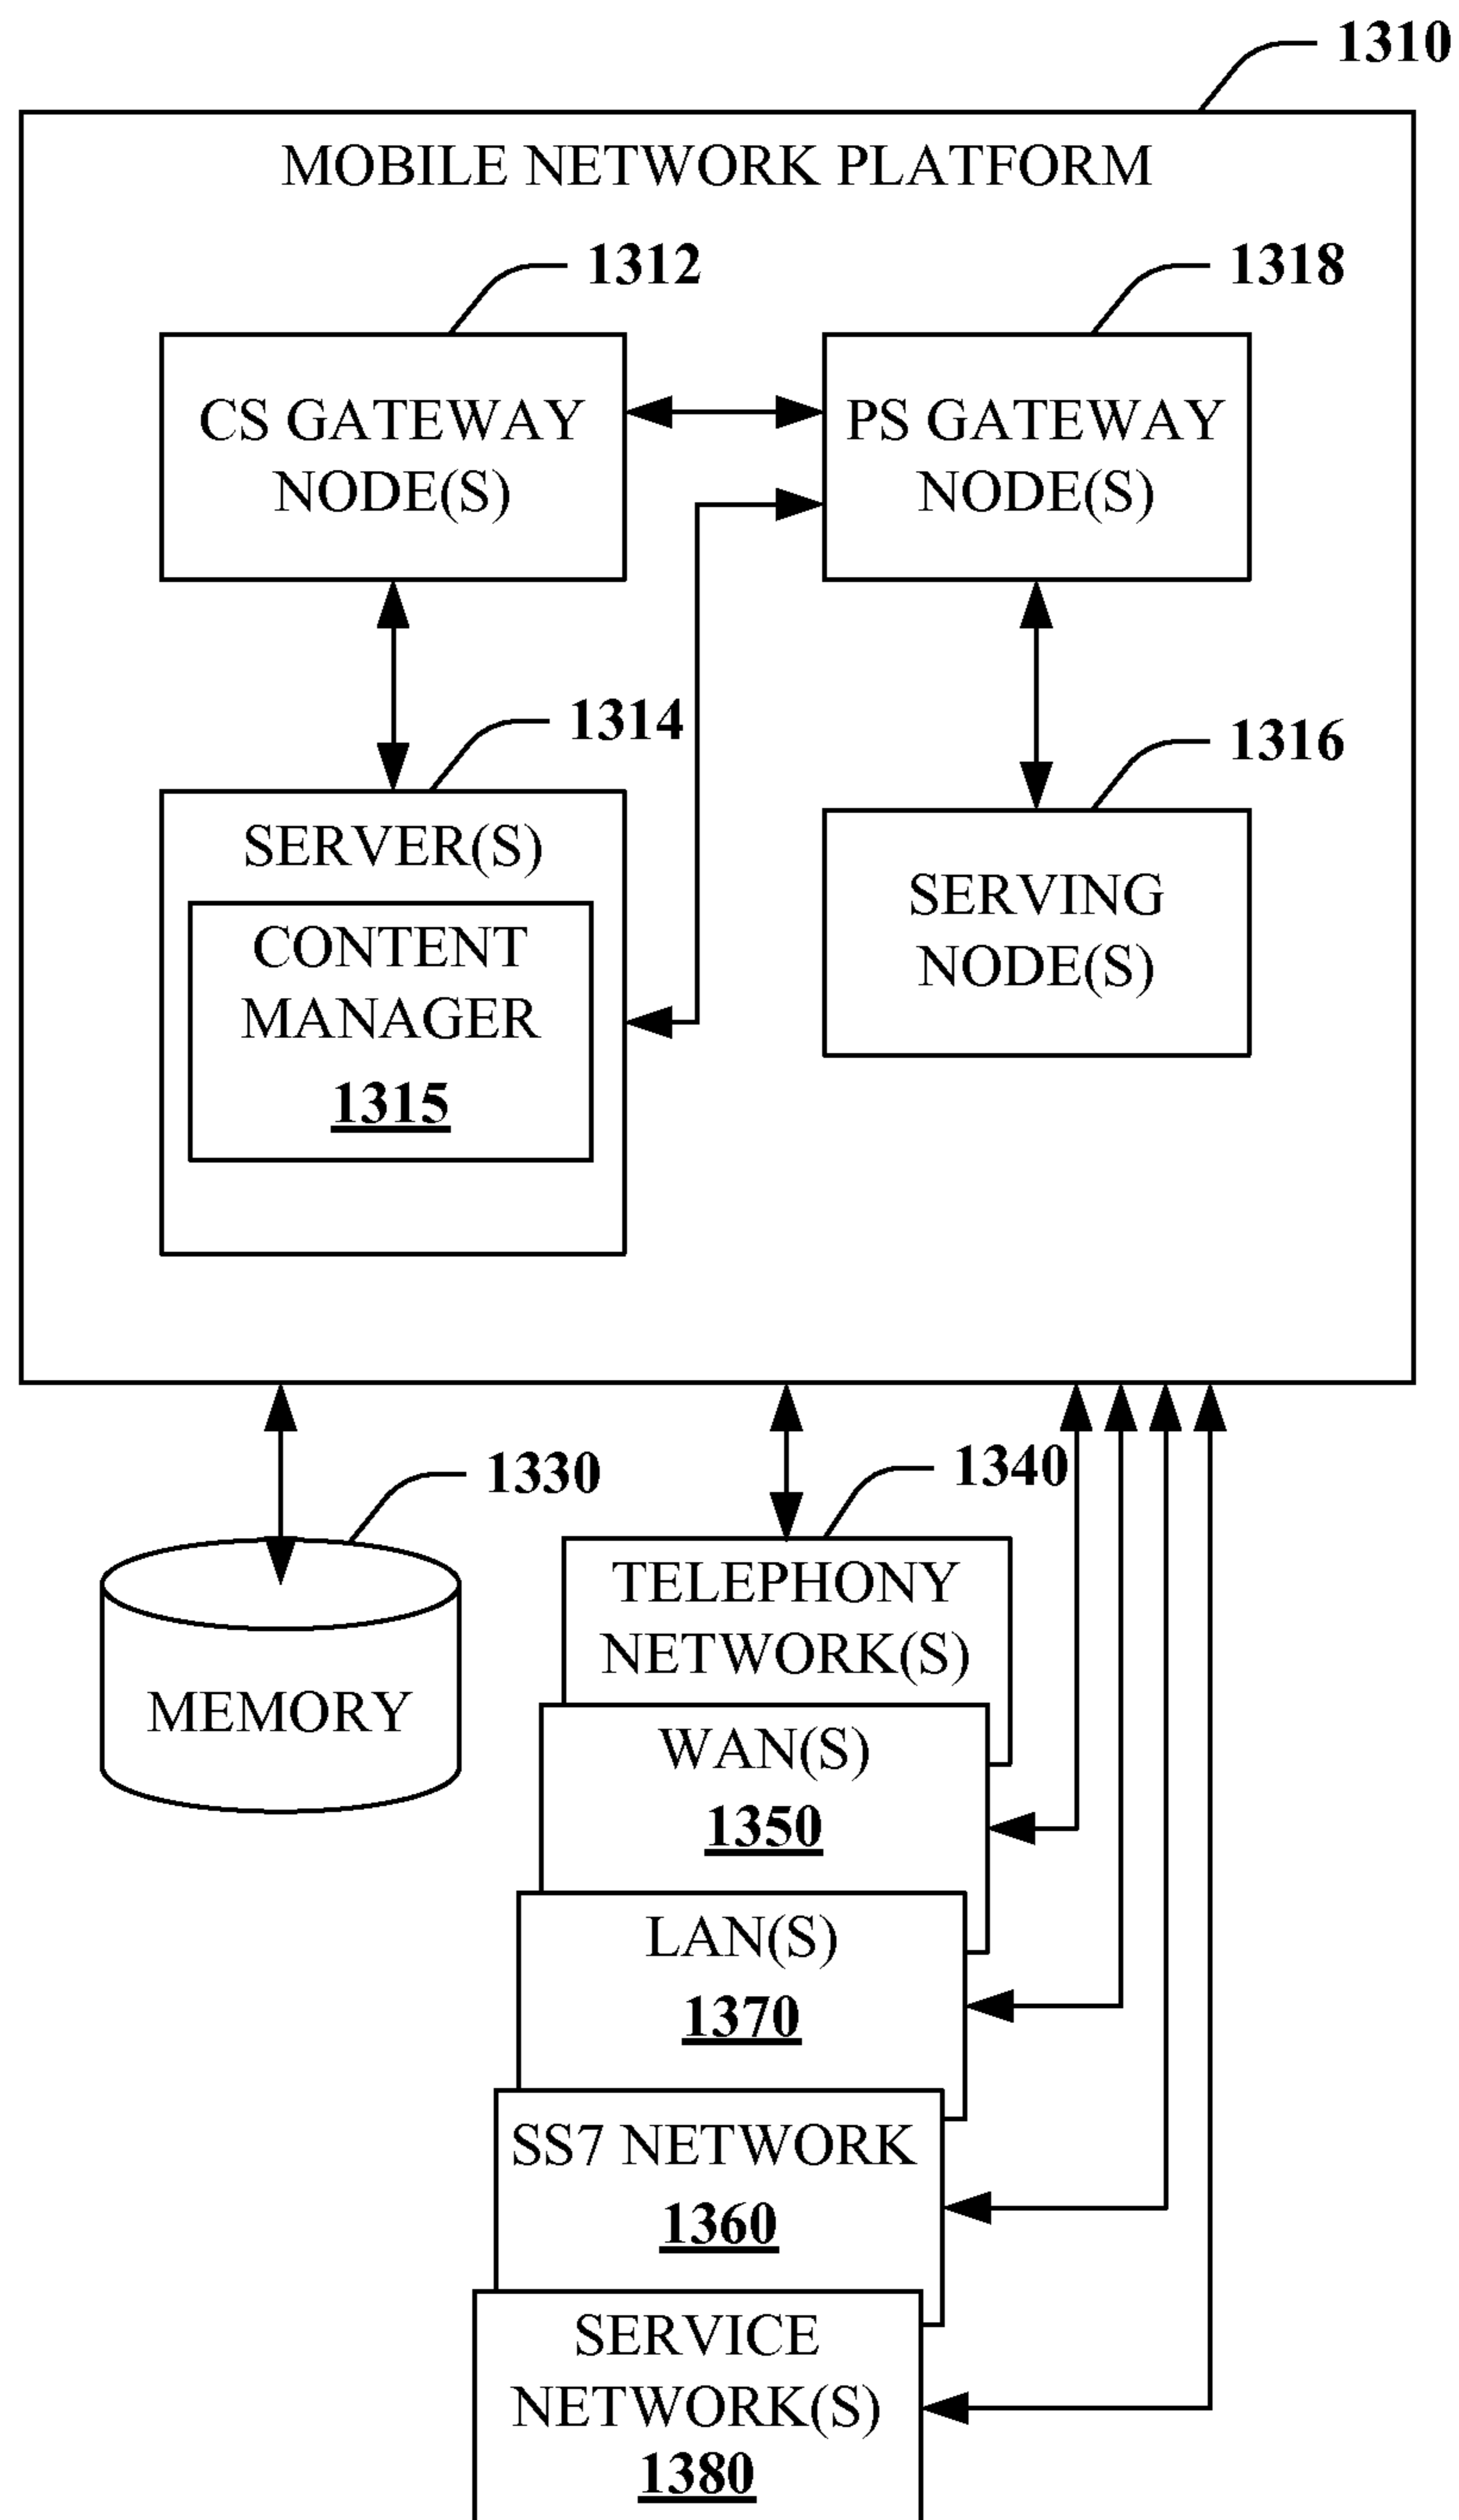 1310
MOBILE NETWORK PLATFORM
1312
1318
CS GATEWAY
NODE(S)
PS GATEWAY
NODE(S)
1314
1316
SERVER(S)
CONTENT
MANAGER
1315
SERVING
NODE(S)
1330
1340
MEMORY
TELEPHONY
NETWORK(S)
WAN(S)
1350
LAN(S)
1370
SS7 NETWORK
1360
SERVICE
NETWORK(S)
1380